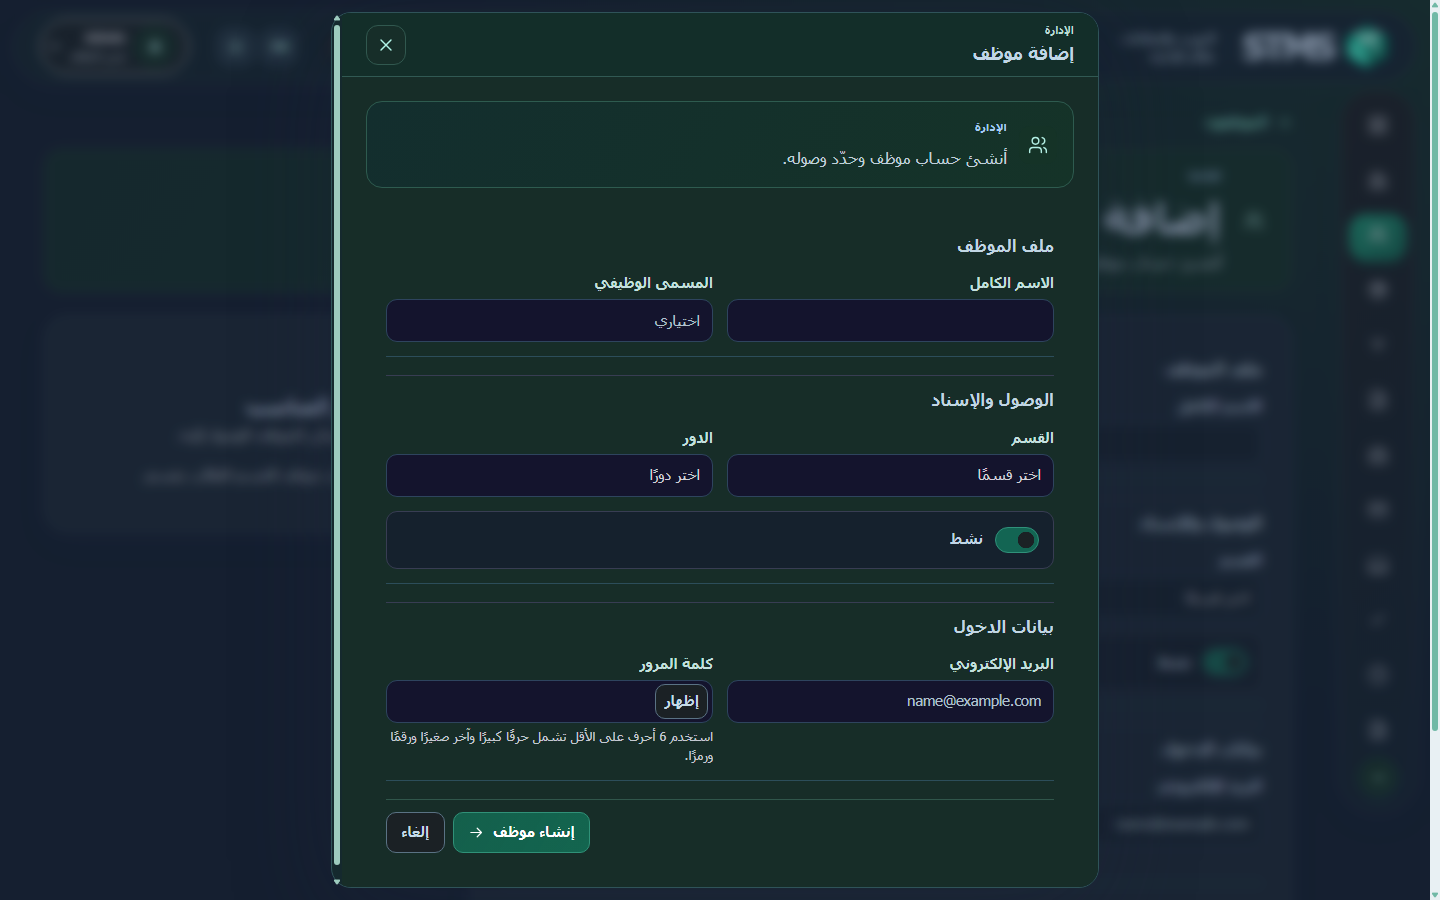 الإدارة
إضافة موظف
الإدارة
أنشئ حساب موظف وحدّد وصوله.
ملف الموظف
الاسم الكامل
المسمى الوظيفي
اختياري
الوصول والإسناد
القسم
الدور
اختر قسمًا
اختر دورًا
نشط
بيانات الدخول
البريد الإلكتروني
كلمة المرور
name@example.com
إظهار
استخدم 6 أحرف على الأقل تشمل حرفًا كبيرًا وآخر صغيرًا ورقمًا
ورمزًا.
إنشاء موظف
إلغاء
STMS
إضافة